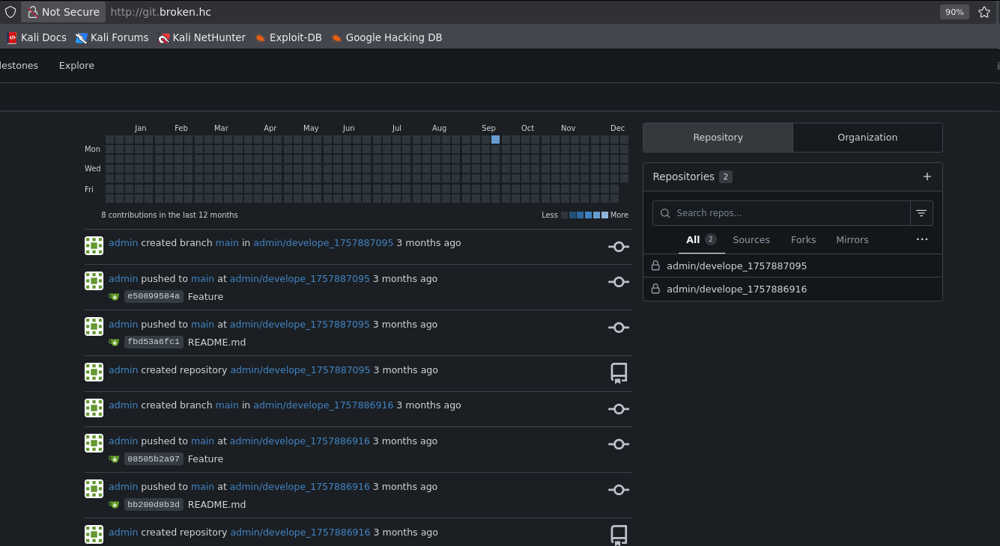 Not Secure http://git.broken.hc 90%
Kali Docs Kali Forums Kali NetHunter Exploit-DB Google Hacking DB
lestones Explore
Jan Feb Mar Apr May Jun Jul Aug Sep Oct Nov Dec
Mon
Wed
Fri
8 contributions in the last 12 months Less More
admin created branch main in admin/develope_1757887095 3 months ago
admin pushed to main at admin/develope_1757887095 3 months ago
e50899584a Feature
admin pushed to main at admin/develope_1757887095 3 months ago
fbd53a6fc1 README.md
admin created repository admin/develope_1757887095 3 months ago
admin created branch main in admin/develope_1757886916 3 months ago
admin pushed to main at admin/develope_1757886916 3 months ago
08505b2a97 Feature
admin pushed to main at admin/develope_1757886916 3 months ago
bb200d8b3d README.md
admin created repository admin/develope_1757886916 3 months ago
Repository Organization
Repositories 2
Search repos...
All 2 Sources Forks Mirrors
admin/develope_1757887095
admin/develope_1757886916